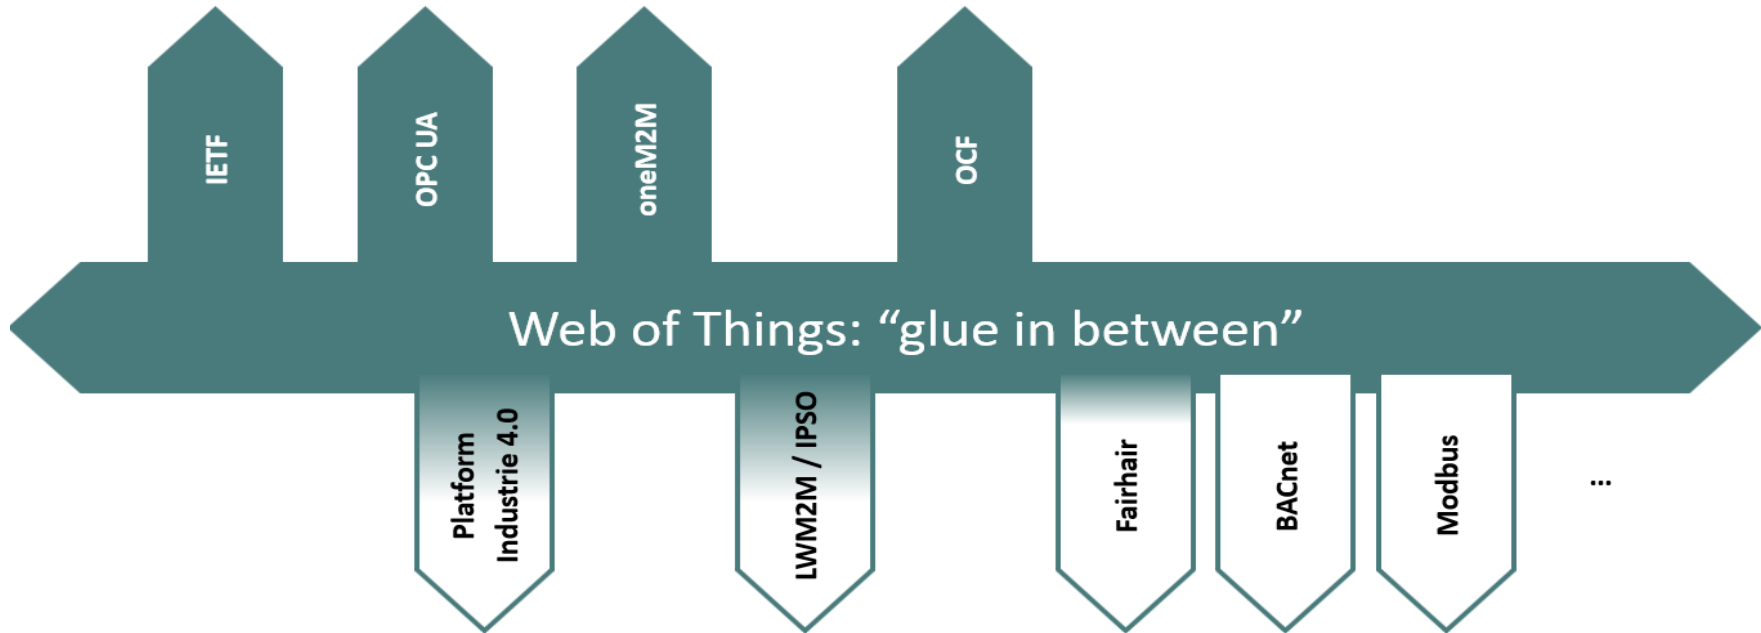 IETF
OPC UA
oneM2M
OCF
Web of Things: “glue in between”
Platform
Industrie 4.0
LWM2M / IPSO
Fairhair
BACnet
Modbus
...